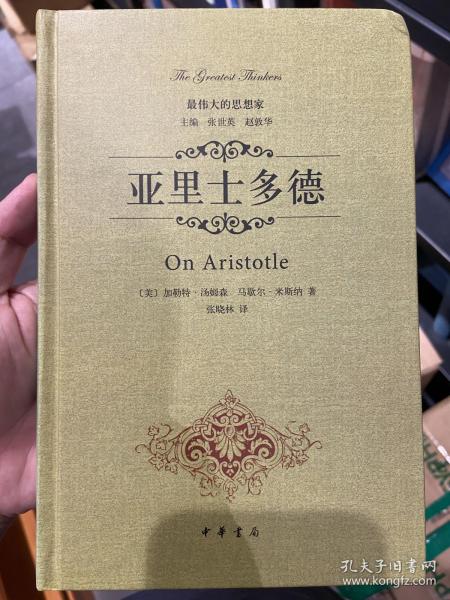 The Greatest Thinkers
最伟大的思想家
主编 张世英 赵敦华
亚里士多德
On Aristotle
〔美〕加勒特·汤姆森 马歇尔·米斯纳 著
张晓林 译
中華書局
孔夫子旧书网
www.kongfz.com